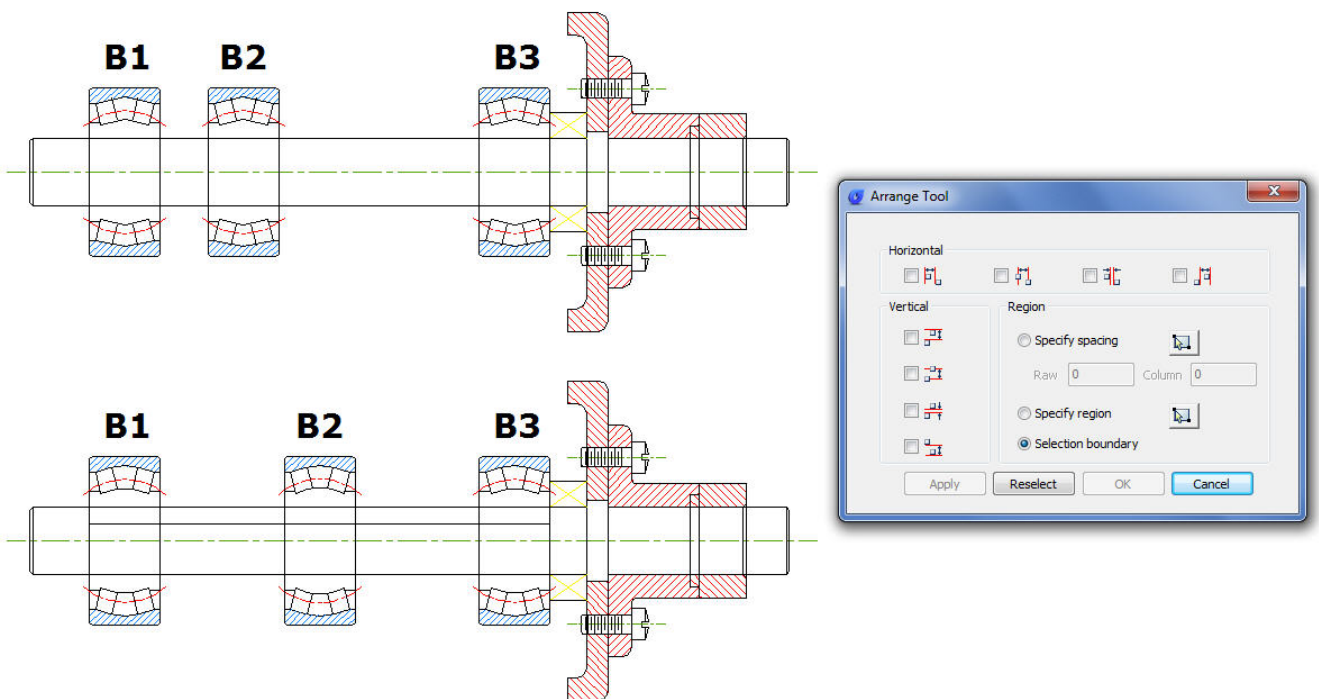 B1 B2 B3
B1 B2 B3
Arrange Tool
Horizontal
Vertical
Region
Specify spacing
Raw 0 Column 0
Specify region
Selection boundary
Apply Reselect OK Cancel